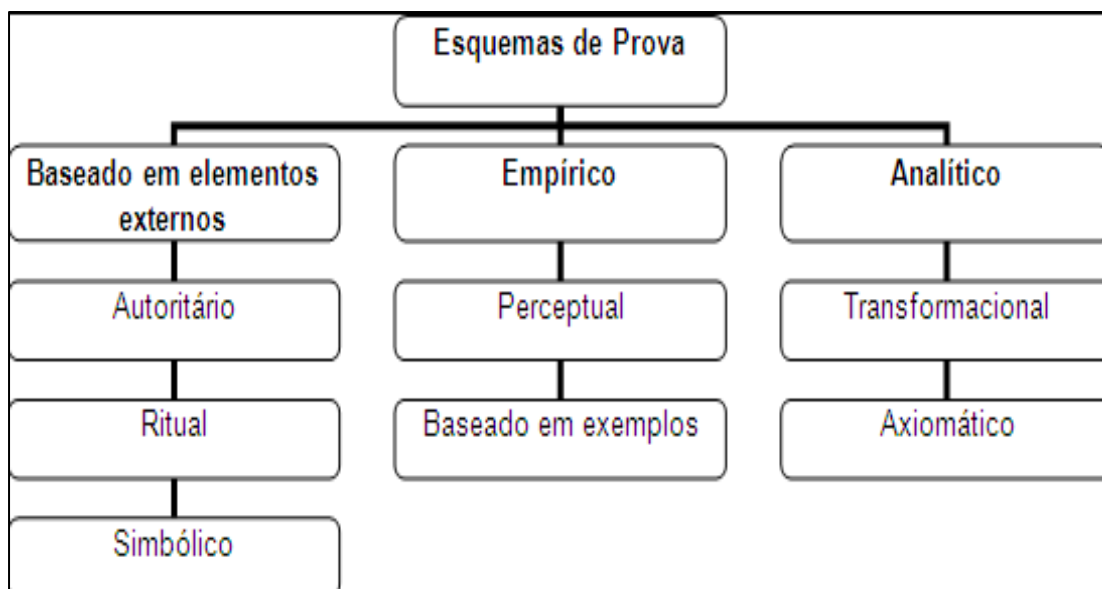 Esquemas de Prova
Baseado em elementos
externos
Empírico
Analítico
Autoritário
Perceptual
Transformacional
Ritual
Baseado em exemplos
Axiomático
Simbólico